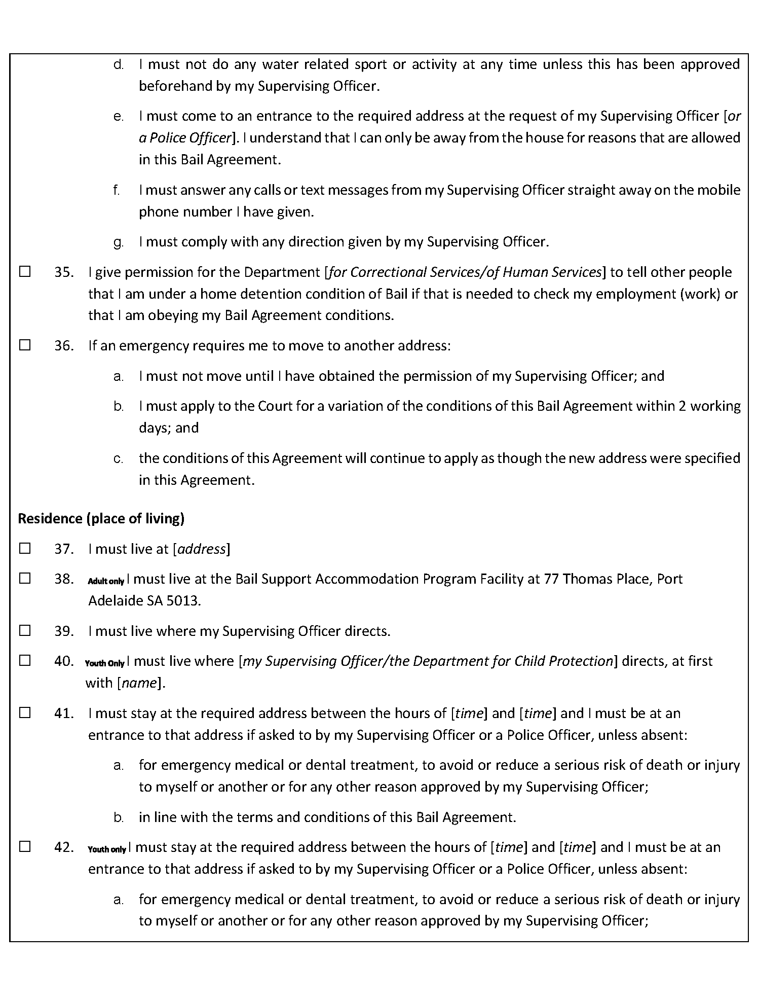 d. I must not do any water related sport or activity at any time unless this has been approved
beforehand by my Supervising Officer.
e. I must come to an entrance to the required address at the request of my Supervising Officer [or
a Police Officer]. I understand that I can only be away from the house for reasons that are allowed
in this Bail Agreement.
f. I must answer any calls or text messages from my Supervising Officer straight away on the mobile
phone number I have given.
g. I must comply with any direction given by my Supervising Officer.
☐ 35. I give permission for the Department [for Correctional Services/of Human Services] to tell other people
that I am under a home detention condition of Bail if that is needed to check my employment (work) or
that I am obeying my Bail Agreement conditions.
☐ 36. If an emergency requires me to move to another address:
a. I must not move until I have obtained the permission of my Supervising Officer; and
b. I must apply to the Court for a variation of the conditions of this Bail Agreement within 2 working
days; and
c. the conditions of this Agreement will continue to apply as though the new address were specified
in this Agreement.
Residence (place of living)
☐ 37. I must live at [address]
☐ 38. Adult only I must live at the Bail Support Accommodation Program Facility at 77 Thomas Place, Port
Adelaide SA 5013.
☐ 39. I must live where my Supervising Officer directs.
☐ 40. Youth Only I must live where [my Supervising Officer/the Department for Child Protection] directs, at first
with [name].
☐ 41. I must stay at the required address between the hours of [time] and [time] and I must be at an
entrance to that address if asked to by my Supervising Officer or a Police Officer, unless absent:
a. for emergency medical or dental treatment, to avoid or reduce a serious risk of death or injury
to myself or another or for any other reason approved by my Supervising Officer;
b. in line with the terms and conditions of this Bail Agreement.
☐ 42. Youth only I must stay at the required address between the hours of [time] and [time] and I must be at an
entrance to that address if asked to by my Supervising Officer or a Police Officer, unless absent:
a. for emergency medical or dental treatment, to avoid or reduce a serious risk of death or injury
to myself or another or for any other reason approved by my Supervising Officer;